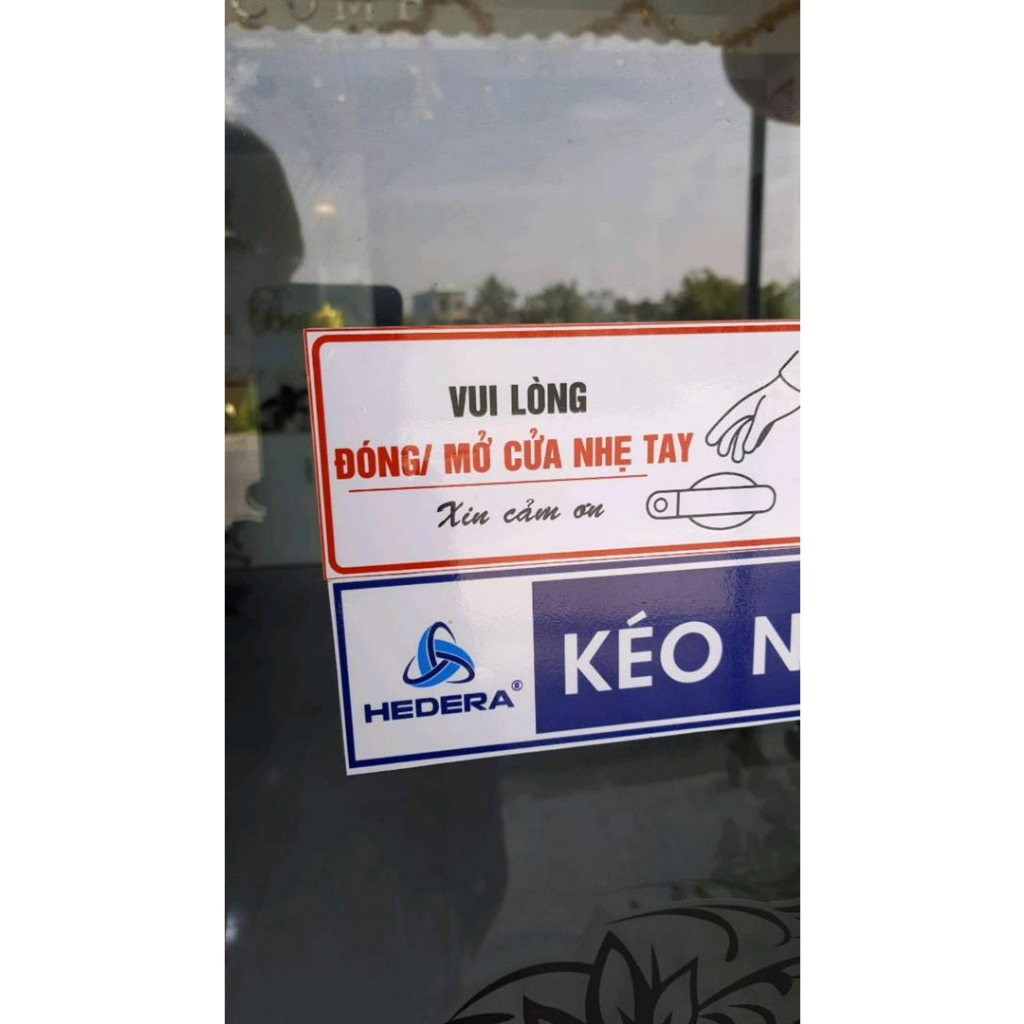 VUI LÒNG
ĐÓNG/ MỞ CỬA NHẸ TAY
Xin cảm ơn
KÉO N
HEDERA®